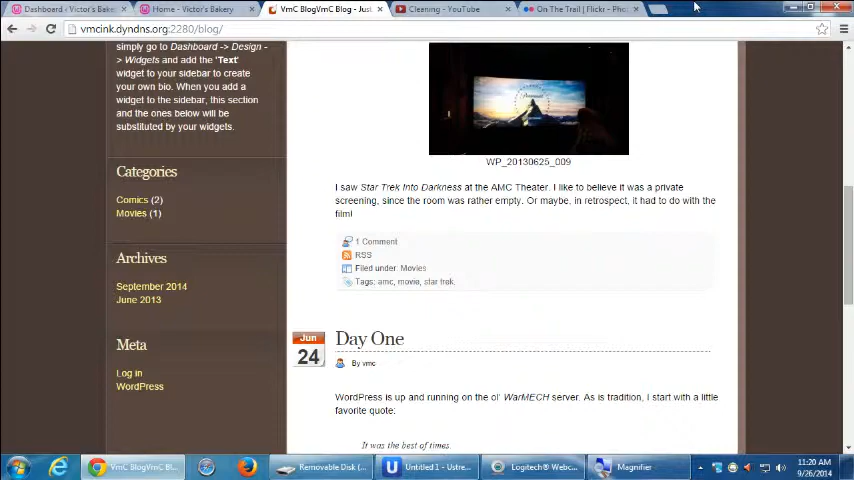 Dashboard / Victor's Baker
Home - Victor's Bakery
VmC BlogVmC Blog - Just
Cleaning - YouTube
On The Trail | Flickr - Pho
vmcink.dyndns.org:2280/blog/
simply go to Dashboard -> Design -
> Widgets and add the 'Text'
widget to your sidebar to create
your own bio. When you add a
widget to the sidebar, this section
and the ones below will be
substituted by your widgets.
Categories
Comics (2)
Movies (1)
Archives
September 2014
June 2013
Meta
Log in
WordPress
Paramount
WP_20130625_009
I saw Star Trek Into Darkness at the AMC Theater. I like to believe it was a private
screening, since the room was rather empty. Or maybe, in retrospect, it had to do with the
film!
1 Comment
RSS
Filed under: Movies
Tags: amc, movie, star trek.
Jun
24
Day One
By vmc
WordPress is up and running on the ol' WarMECH server. As is tradition, I start with a little
favorite quote:
It was the best of times
VmC BlogVmC Bl...
Removable Disk (...
Untitled 1 - Ustre...
Logitech® Webc...
Magnifier
11:20 AM
9/26/2014